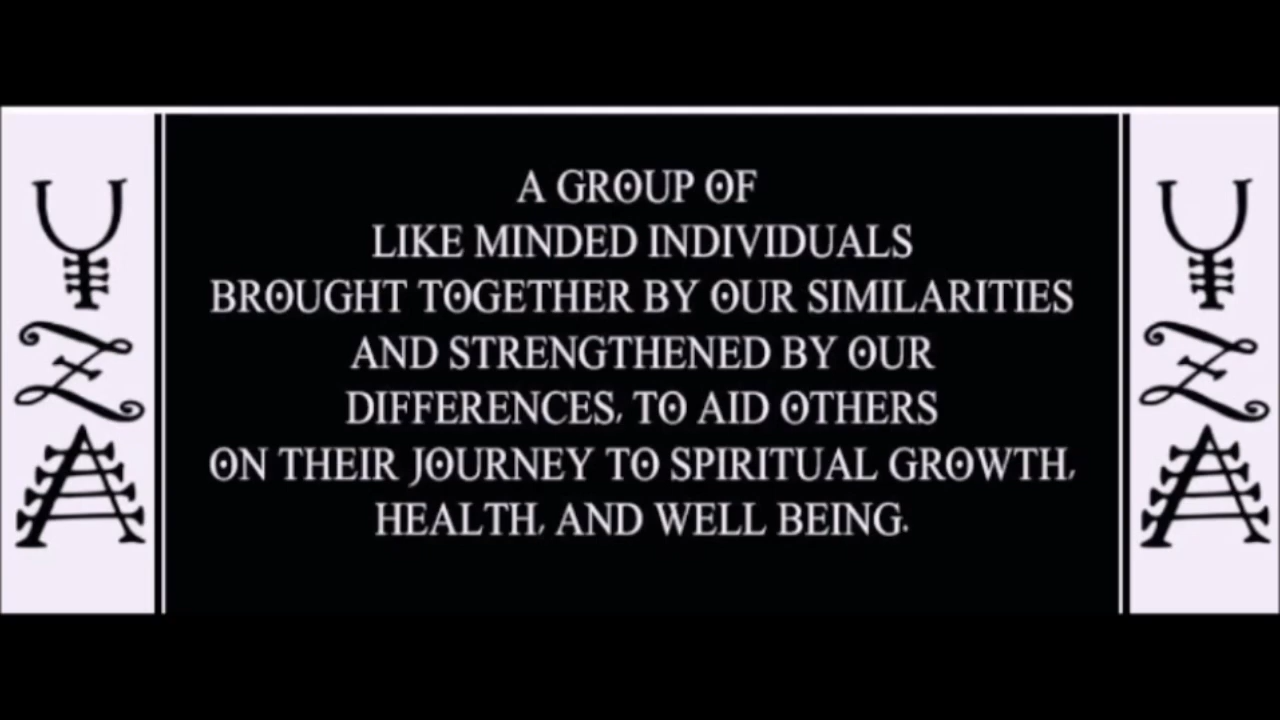 A GROUP OF
LIKE MINDED INDIVIDUALS
BROUGHT TOGETHER BY OUR SIMILARITIES
AND STRENGTHENED BY OUR
DIFFERENCES, TO AID OTHERS
ON THEIR JOURNEY TO SPIRITUAL GROWTH,
HEALTH, AND WELL BEING.